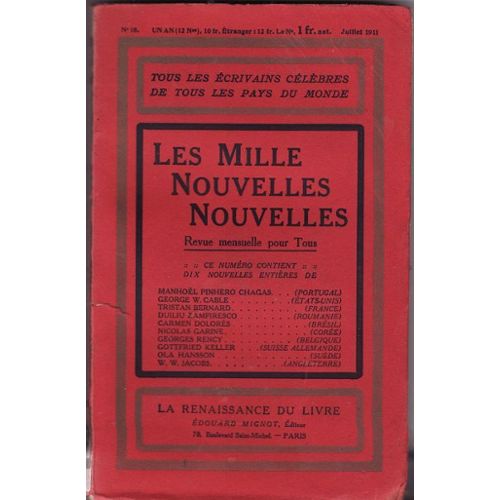 N° 18. UN AN (12 Nos), 10 fr. Étranger : 12 fr. Le No, 1 fr. net. Juillet 1911
TOUS LES ÉCRIVAINS CÉLÈBRES
DE TOUS LES PAYS DU MONDE
LES MILLE
NOUVELLES
NOUVELLES
Revue mensuelle pour Tous
:: :: CE NUMÉRO CONTIENT :: ::
DIX NOUVELLES ENTIÈRES DE
MANHOËL PINHERO CHAGAS. . . (PORTUGAL)
GEORGE W. CABLE . . . . . . . . (ÉTATS-UNIS)
TRISTAN BERNARD. . . . . . . . . (FRANCE)
DUILIU ZAMFIRESCO . . . . . . . (ROUMANIE)
CARMEN DOLORÈS . . . . . . . . (BRÉSIL)
NICOLAS GARINE. . . . . . . . . . (CORÉE)
GEORGES RENCY. . . . . . . . . . (BELGIQUE)
GOTTFRIED KELLER . . (SUISSE ALLEMANDE)
OLA HANSSON . . . . . . . . . . . (SUÈDE)
W. W. JACOBS. . . . . . . . . . (ANGLETERRE)
LA RENAISSANCE DU LIVRE
ÉDOUARD MIGNOT, Éditeur
78, Boulevard Saint-Michel. — PARIS